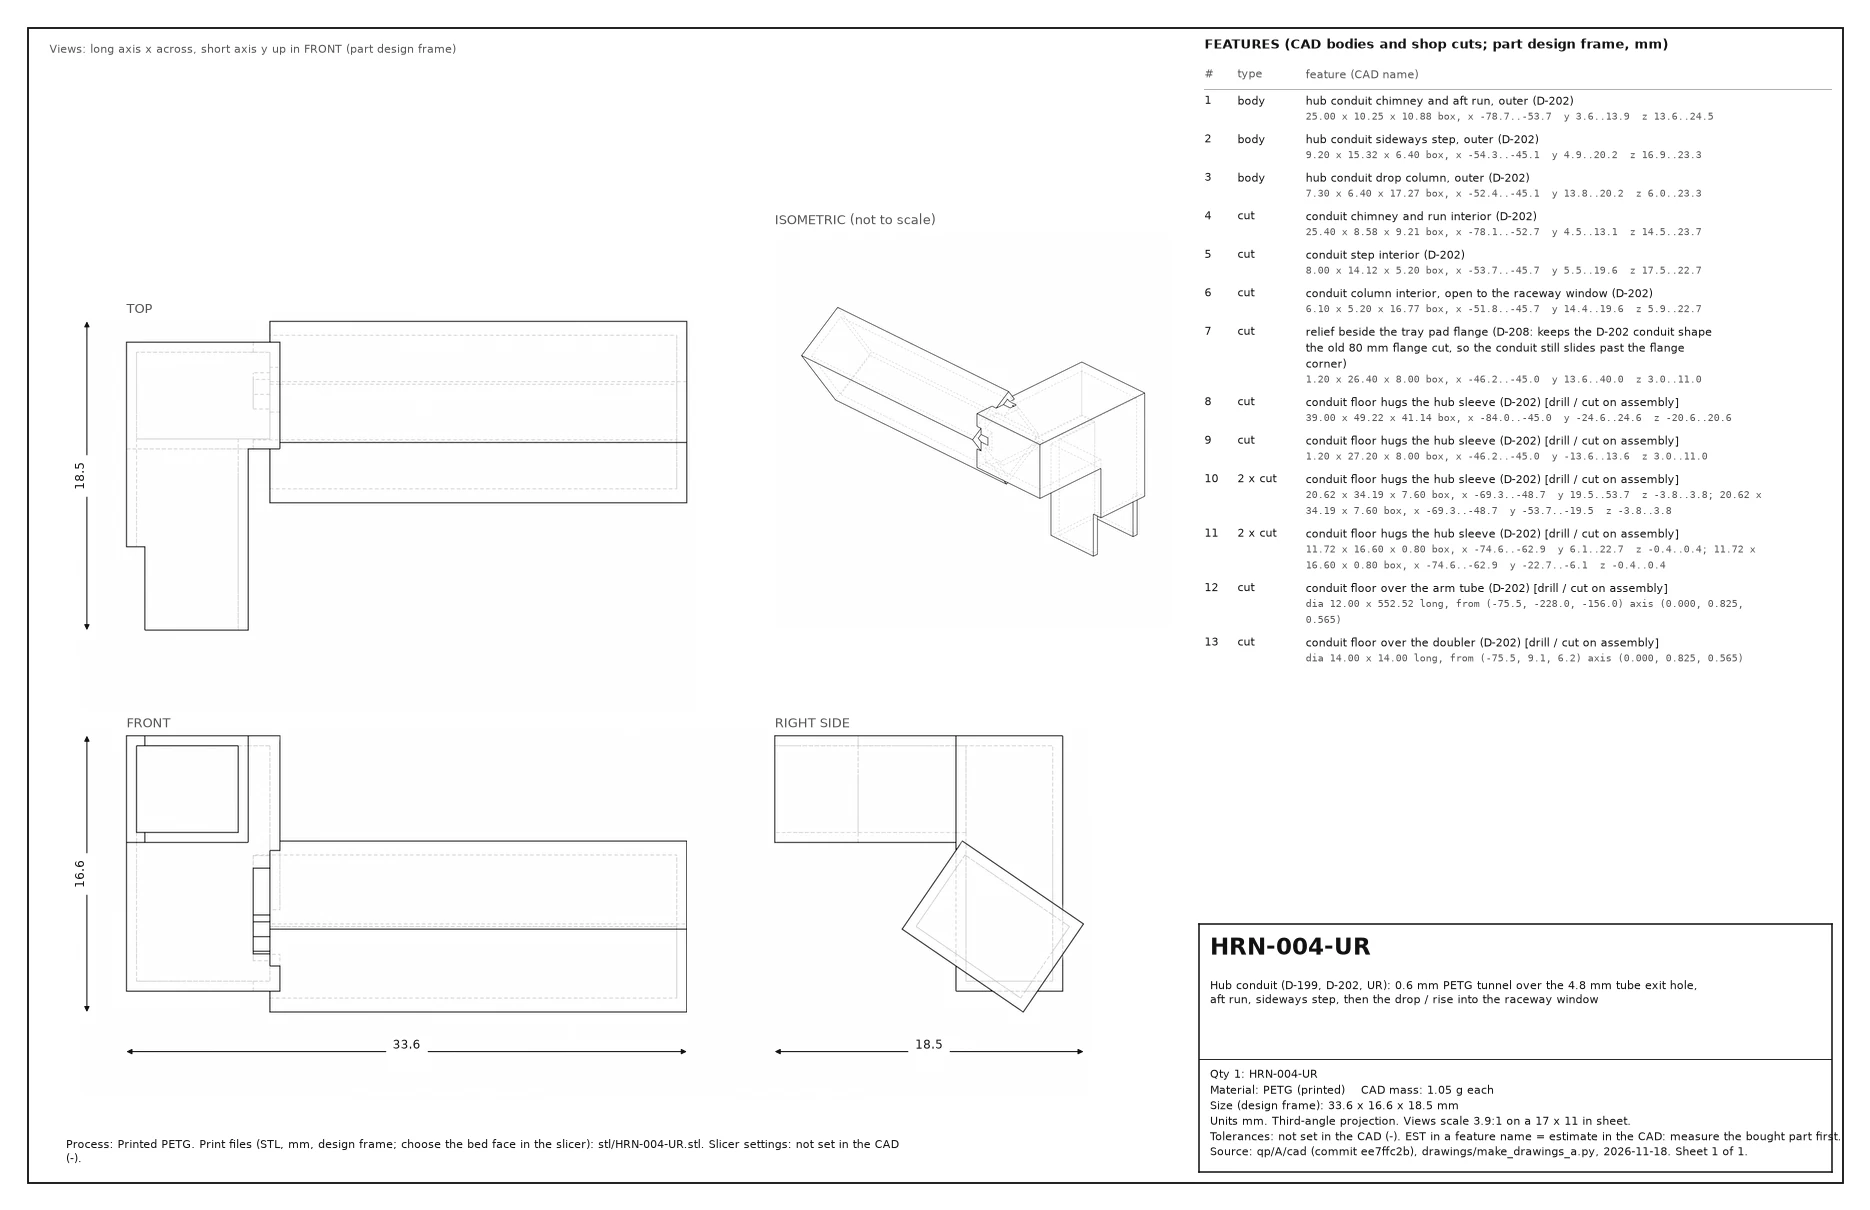 Views: long axis x across, short axis y up in FRONT (part design frame)
ISOMETRIC (not to scale)
TOP
18.5
FRONT
16.6
33.6
RIGHT SIDE
18.5
Process: Printed PETG. Print files (STL, mm, design frame; choose the bed face in the slicer): stl/HRN-004-UR.stl. Slicer settings: not set in the CAD
(-).
FEATURES (CAD bodies and shop cuts; part design frame, mm)
# type feature (CAD name)
1 body hub conduit chimney and aft run, outer (D-202)
25.00 x 10.25 x 10.88 box, x -78.7..-53.7 y 3.6..13.9 z 13.6..24.5
2 body hub conduit sideways step, outer (D-202)
9.20 x 15.32 x 6.40 box, x -54.3..-45.1 y 4.9..20.2 z 16.9..23.3
3 body hub conduit drop column, outer (D-202)
7.30 x 6.40 x 17.27 box, x -52.4..-45.1 y 13.8..20.2 z 6.0..23.3
4 cut conduit chimney and run interior (D-202)
25.40 x 8.58 x 9.21 box, x -78.1..-52.7 y 4.5..13.1 z 14.5..23.7
5 cut conduit step interior (D-202)
8.00 x 14.12 x 5.20 box, x -53.7..-45.7 y 5.5..19.6 z 17.5..22.7
6 cut conduit column interior, open to the raceway window (D-202)
6.10 x 5.20 x 16.77 box, x -51.8..-45.7 y 14.4..19.6 z 5.9..22.7
7 cut relief beside the tray pad flange (D-208: keeps the D-202 conduit shape
the old 80 mm flange cut, so the conduit still slides past the flange
corner)
1.20 x 26.40 x 8.00 box, x -46.2..-45.0 y 13.6..40.0 z 3.0..11.0
8 cut conduit floor hugs the hub sleeve (D-202) [drill / cut on assembly]
39.00 x 49.22 x 41.14 box, x -84.0..-45.0 y -24.6..24.6 z -20.6..20.6
9 cut conduit floor hugs the hub sleeve (D-202) [drill / cut on assembly]
1.20 x 27.20 x 8.00 box, x -46.2..-45.0 y -13.6..13.6 z 3.0..11.0
10 2 x cut conduit floor hugs the hub sleeve (D-202) [drill / cut on assembly]
20.62 x 34.19 x 7.60 box, x -69.3..-48.7 y 19.5..53.7 z -3.8..3.8; 20.62 x
34.19 x 7.60 box, x -69.3..-48.7 y -53.7..-19.5 z -3.8..3.8
11 2 x cut conduit floor hugs the hub sleeve (D-202) [drill / cut on assembly]
11.72 x 16.60 x 0.80 box, x -74.6..-62.9 y 6.1..22.7 z -0.4..0.4; 11.72 x
16.60 x 0.80 box, x -74.6..-62.9 y -22.7..-6.1 z -0.4..0.4
12 cut conduit floor over the arm tube (D-202) [drill / cut on assembly]
dia 12.00 x 552.52 long, from (-75.5, -228.0, -156.0) axis (0.000, 0.825,
0.565)
13 cut conduit floor over the doubler (D-202) [drill / cut on assembly]
dia 14.00 x 14.00 long, from (-75.5, 9.1, 6.2) axis (0.000, 0.825, 0.565)
HRN-004-UR
Hub conduit (D-199, D-202, UR): 0.6 mm PETG tunnel over the 4.8 mm tube exit hole,
aft run, sideways step, then the drop / rise into the raceway window
Qty 1: HRN-004-UR
Material: PETG (printed) CAD mass: 1.05 g each
Size (design frame): 33.6 x 16.6 x 18.5 mm
Units mm. Third-angle projection. Views scale 3.9:1 on a 17 x 11 in sheet.
Tolerances: not set in the CAD (-). EST in a feature name = estimate in the CAD: measure the bought part first.
Source: qp/A/cad (commit ee7ffc2b), drawings/make_drawings_a.py, 2026-11-18. Sheet 1 of 1.